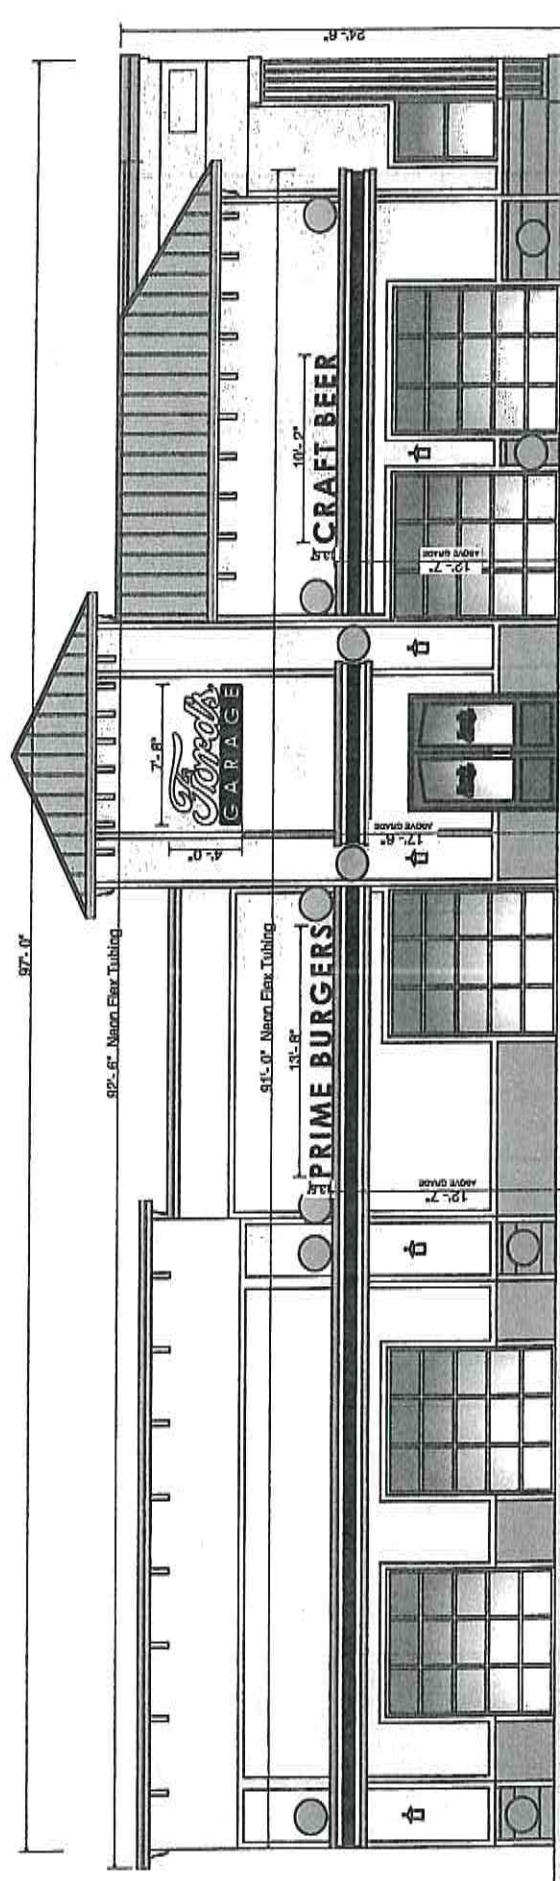 97'- 0"
92'- 6" Neon Flex Tubing
24'-8"
7'- 8"
4'-0"
The
Ford's
GARAGE
91'- 0" Neon Flex Tubing
13'- 8"
PRIME BURGERS
10'- 2"
CRAFT BEER
12'-7"
ABOVE GRADE
17'-6"
ABOVE GRADE
12'-7"
ABOVE GRADE